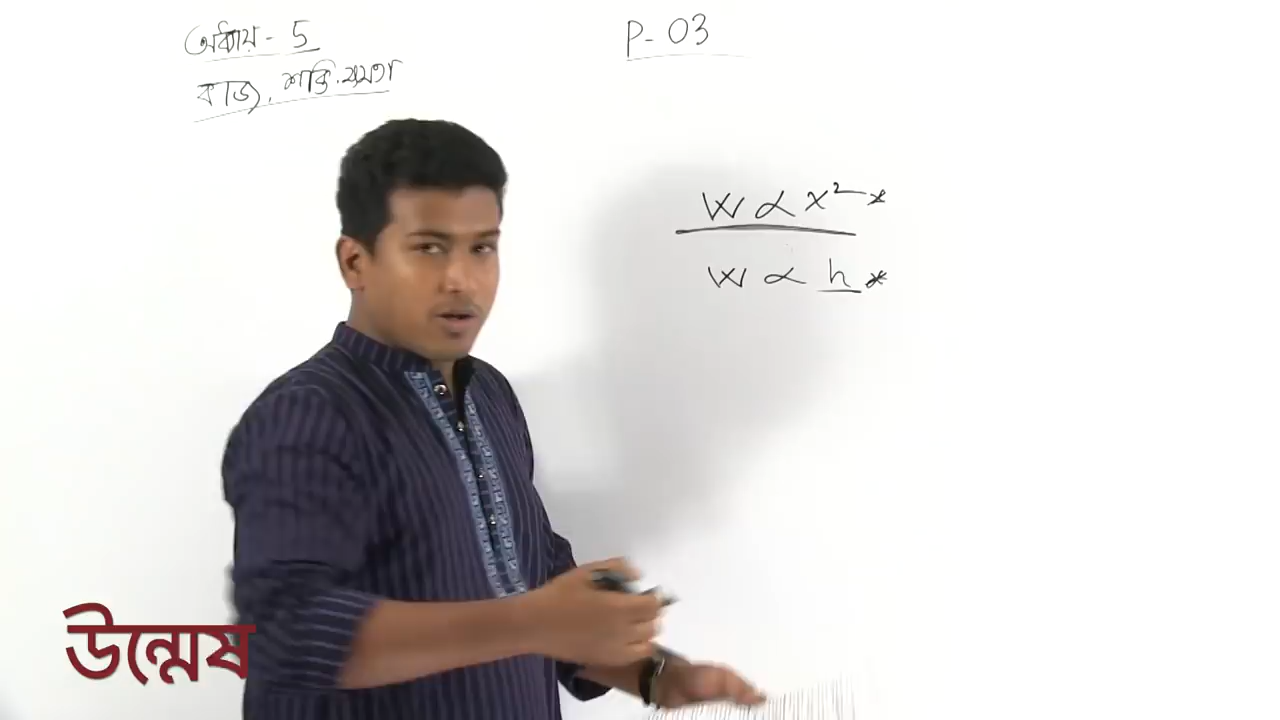 অধ্যায় - 5
কাজ, শক্তি, ক্ষমতা
P- 03
W ∝ x² *
W ∝ h *
উন্মেষ